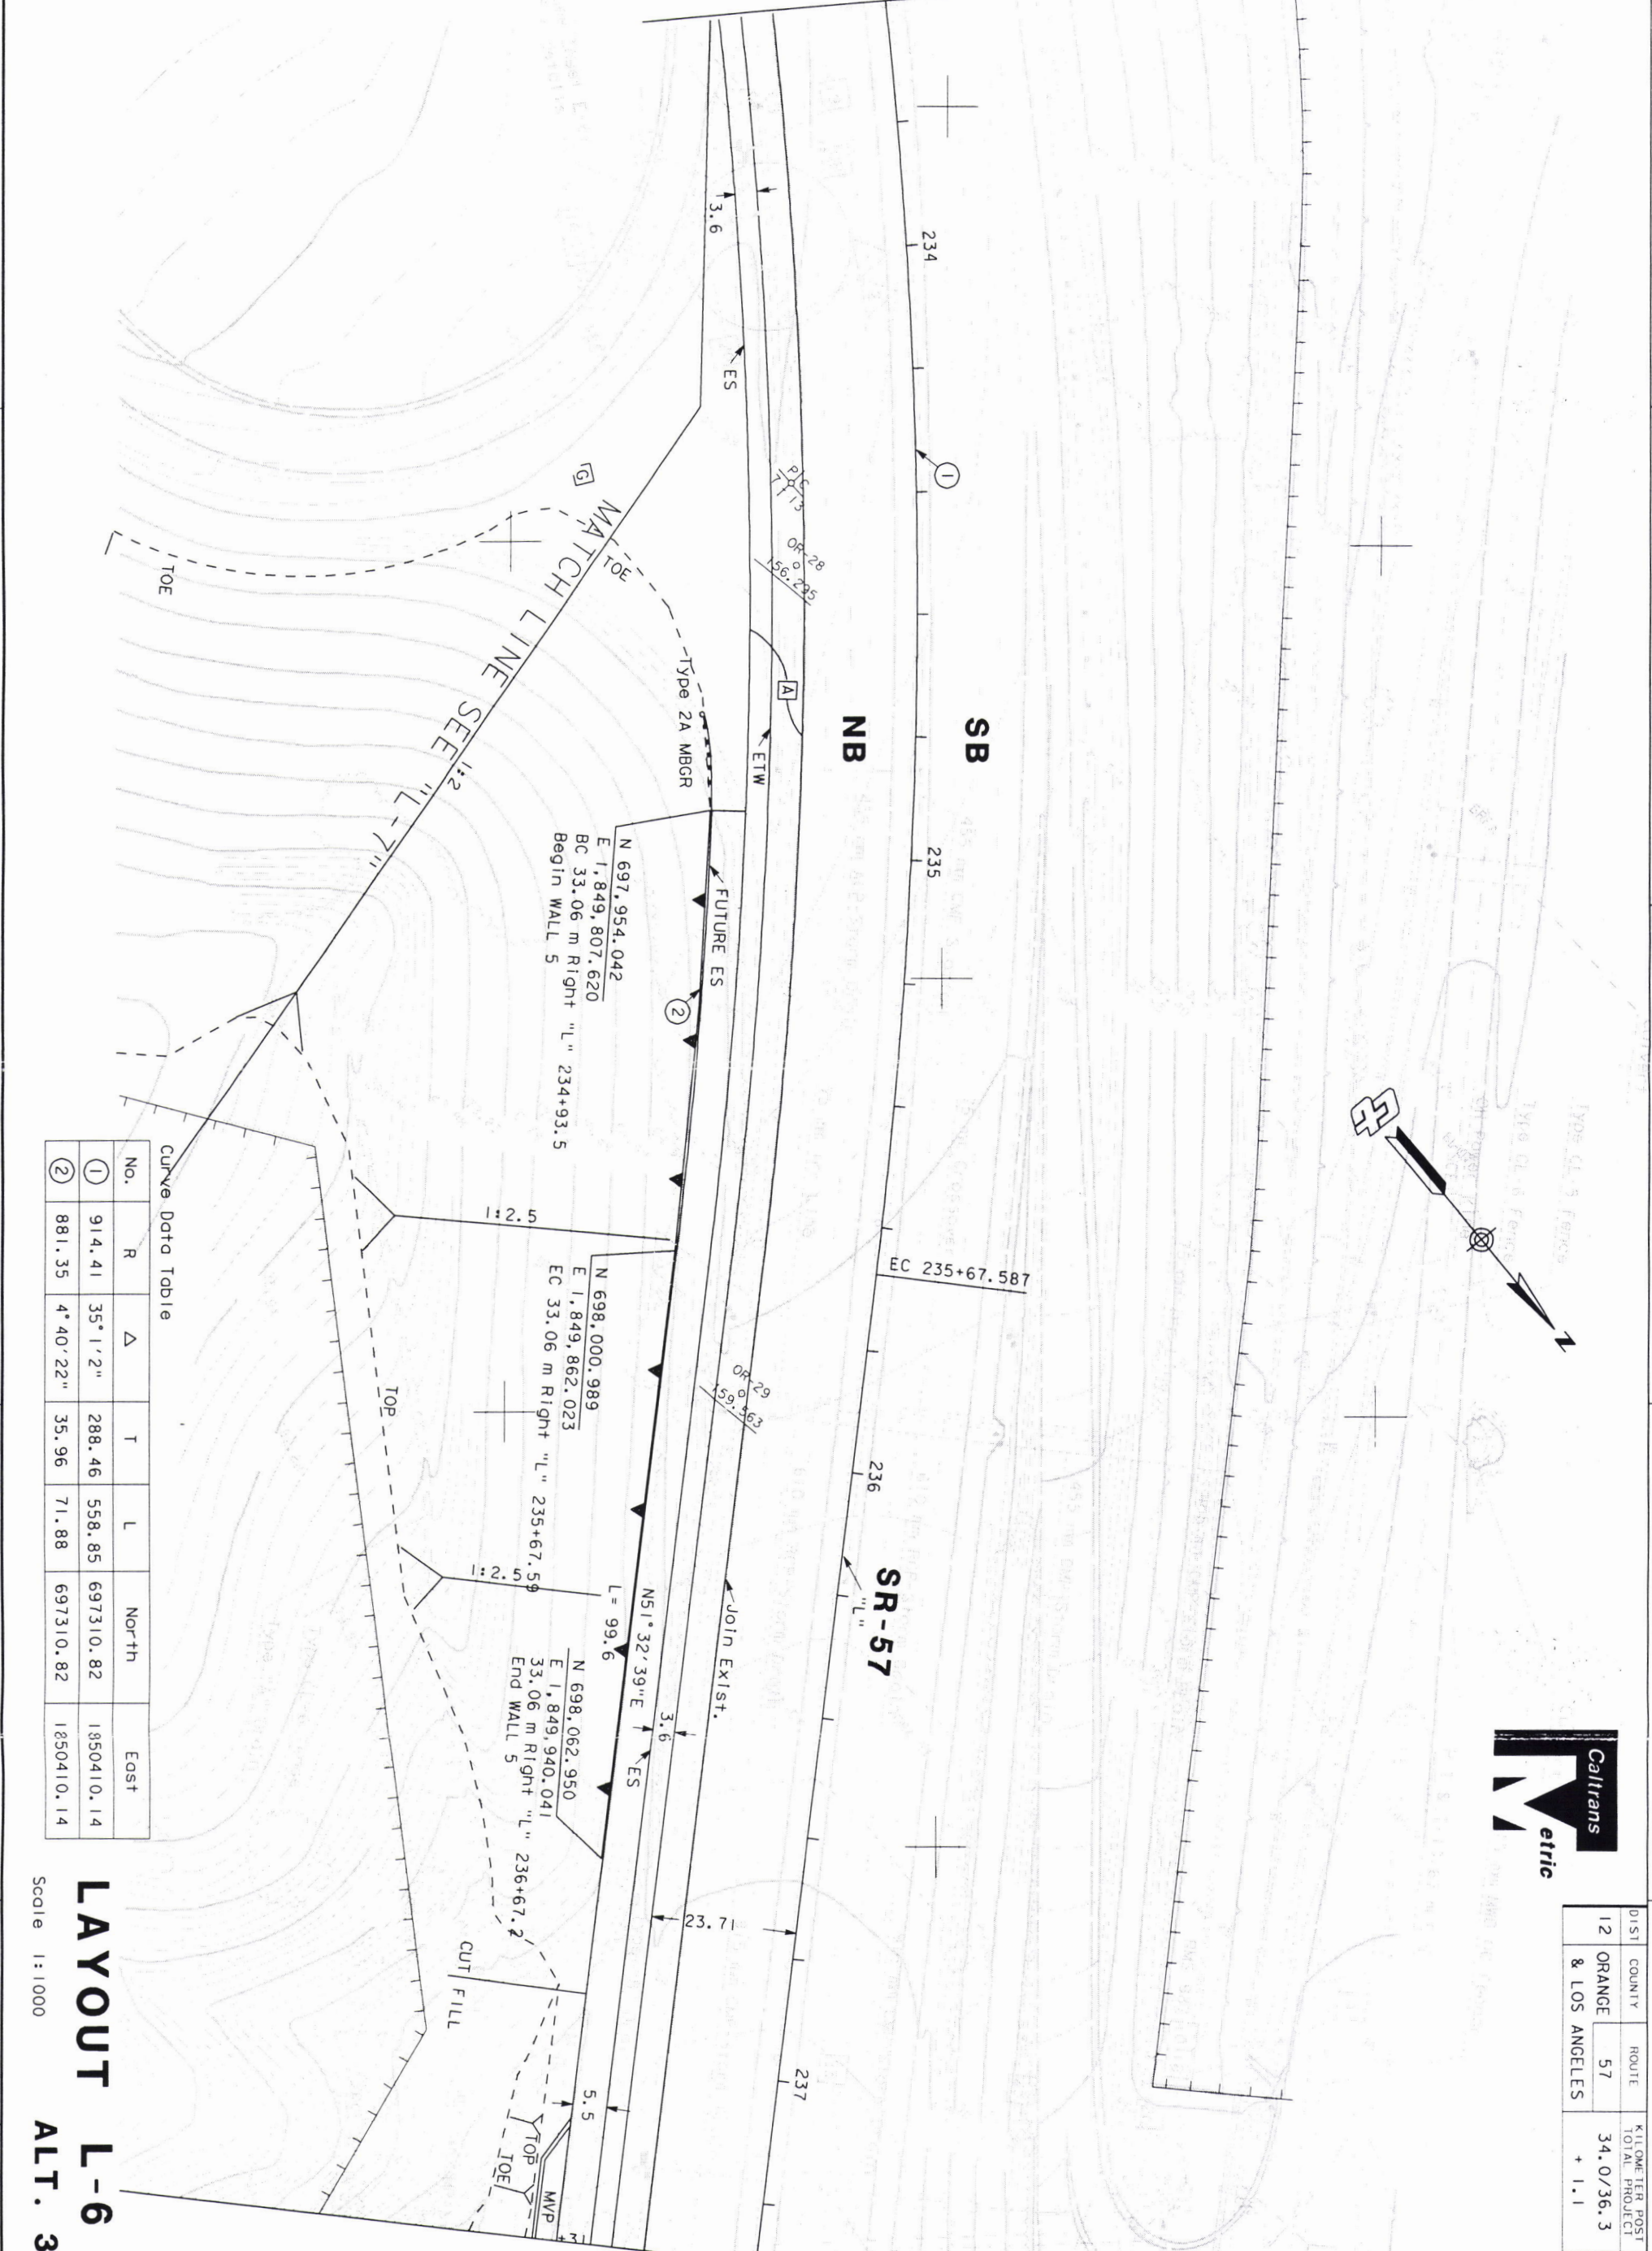 Caltrans
Metric
DIST COUNTY ROUTE KILOMETER POST TOTAL PROJECT
12 ORANGE & LOS ANGELES 57 34.0/36.3 + 1.1
N
234
235
236
237
SB
NB
SR-57
"L"
EC 235+67.587
1
3.6
ES
P/C
7 13
OR-28
156.295
A
ETW
G
MATCH LINE SEE "L-7"
1:2
TOE
TOE
Type 2A MBGR
FUTURE ES
2
N 697,954.042
E 1,849,807.620
BC 33.06 m Right "L" 234+93.5
Begin WALL 5
1:2.5
N 698,000.989
E 1,849,862.023
EC 33.06 m Right "L" 235+67.59
OR-29
159.563
Join Exist.
TOP
1:2.5
L= 99.6
N51°32'39"E
3.6
ES
N 698,062.950
E 1,849,940.041
33.06 m Right "L" 236+67.2
End WALL 5
23.71
CUT
FILL
5.5
TOP
TOE
MVP
Curve Data Table
No. R Δ T L North East
1 914.41 35°1'2" 288.46 558.85 697310.82 1850410.14
2 881.35 4°40'22" 35.96 71.88 697310.82 1850410.14
LAYOUT L-6
Scale 1:1000
ALT. 3